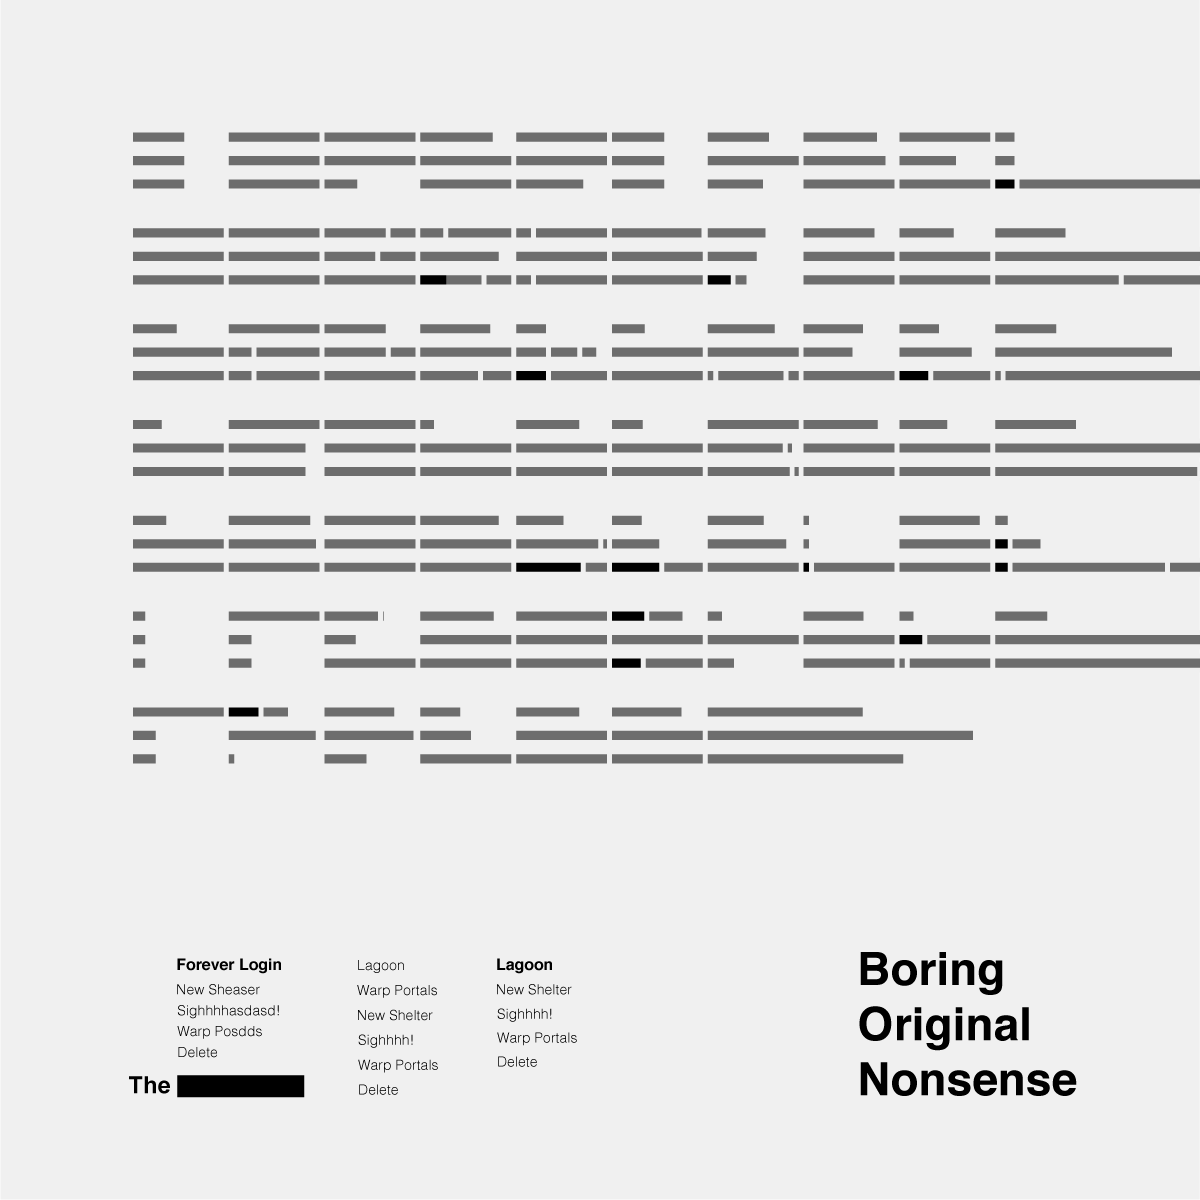 Forever Login
New Sheaser
Sighhhhasdasd!
Warp Posdds
Delete
The
Lagoon
Warp Portals
New Shelter
Sighhhh!
Warp Portals
Delete
Lagoon
New Shelter
Sighhhh!
Warp Portals
Delete
Boring
Original
Nonsense